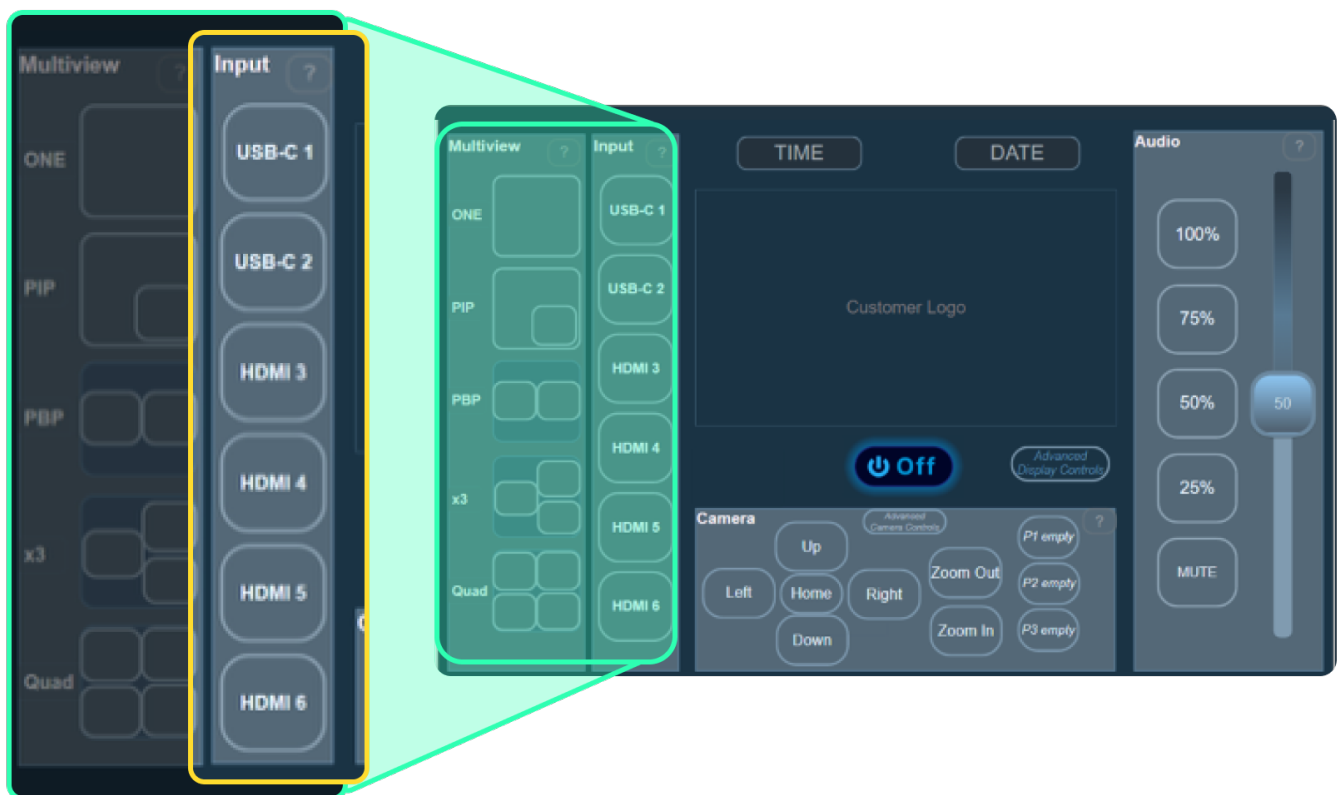 Multiview
?
ONE
PIP
PBP
x3
Quad
Input
?
USB-C 1
USB-C 2
HDMI 3
HDMI 4
HDMI 5
HDMI 6
Multiview
?
ONE
PIP
PBP
x3
Quad
Input
?
USB-C 1
USB-C 2
HDMI 3
HDMI 4
HDMI 5
HDMI 6
TIME
DATE
Customer Logo
Off
Advanced
Display Controls
Camera
Advanced
Camera Controls
?
Up
Left
Home
Right
Down
Zoom Out
Zoom In
P1 empty
P2 empty
P3 empty
Audio
?
100%
75%
50%
25%
MUTE
50